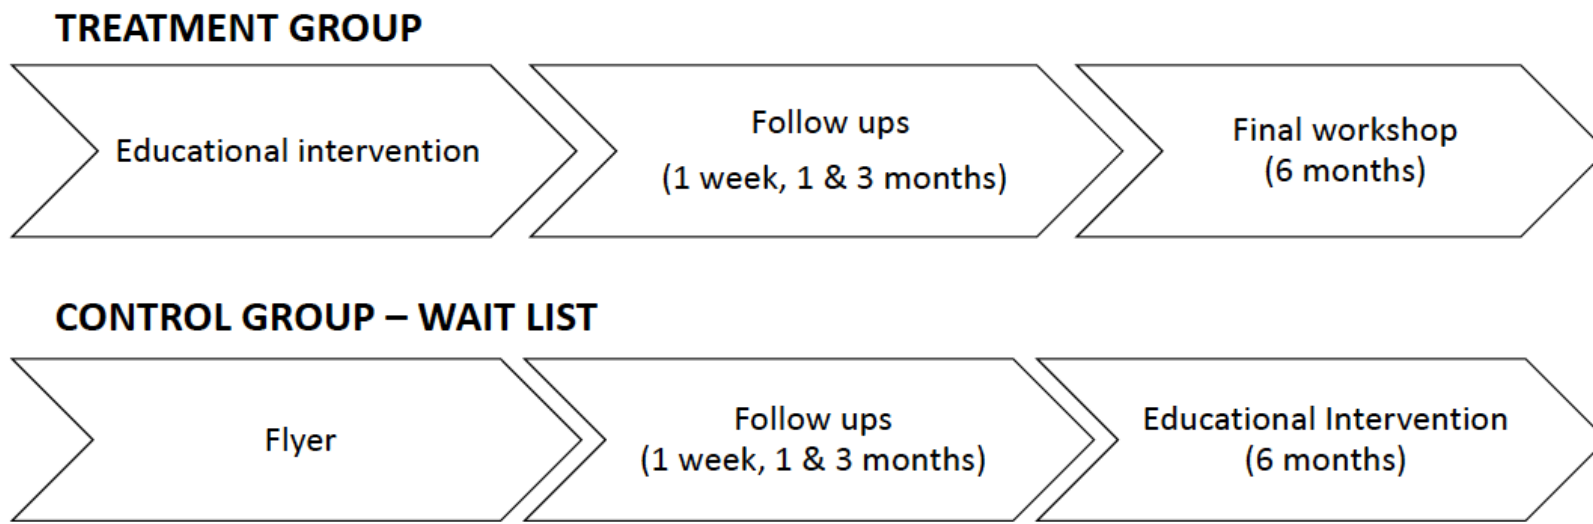 TREATMENT GROUP
Educational intervention
Follow ups
(1 week, 1 & 3 months)
Final workshop
(6 months)
CONTROL GROUP – WAIT LIST
Flyer
Follow ups
(1 week, 1 & 3 months)
Educational Intervention
(6 months)